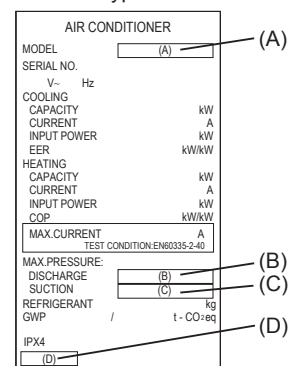 AIR CONDITIONER
MODEL (A) (A)
SERIAL NO.
V~ Hz
COOLING
CAPACITY kW
CURRENT A
INPUT POWER kW
EER kW/kW
HEATING
CAPACITY kW
CURRENT A
INPUT POWER kW
COP kW/kW
MAX.CURRENT A
TEST CONDITION:EN60335-2-40
MAX.PRESSURE:
DISCHARGE (B) (B)
SUCTION (C) (C)
REFRIGERANT kg
GWP / t - CO2eq
(D)
IPX4
(D)